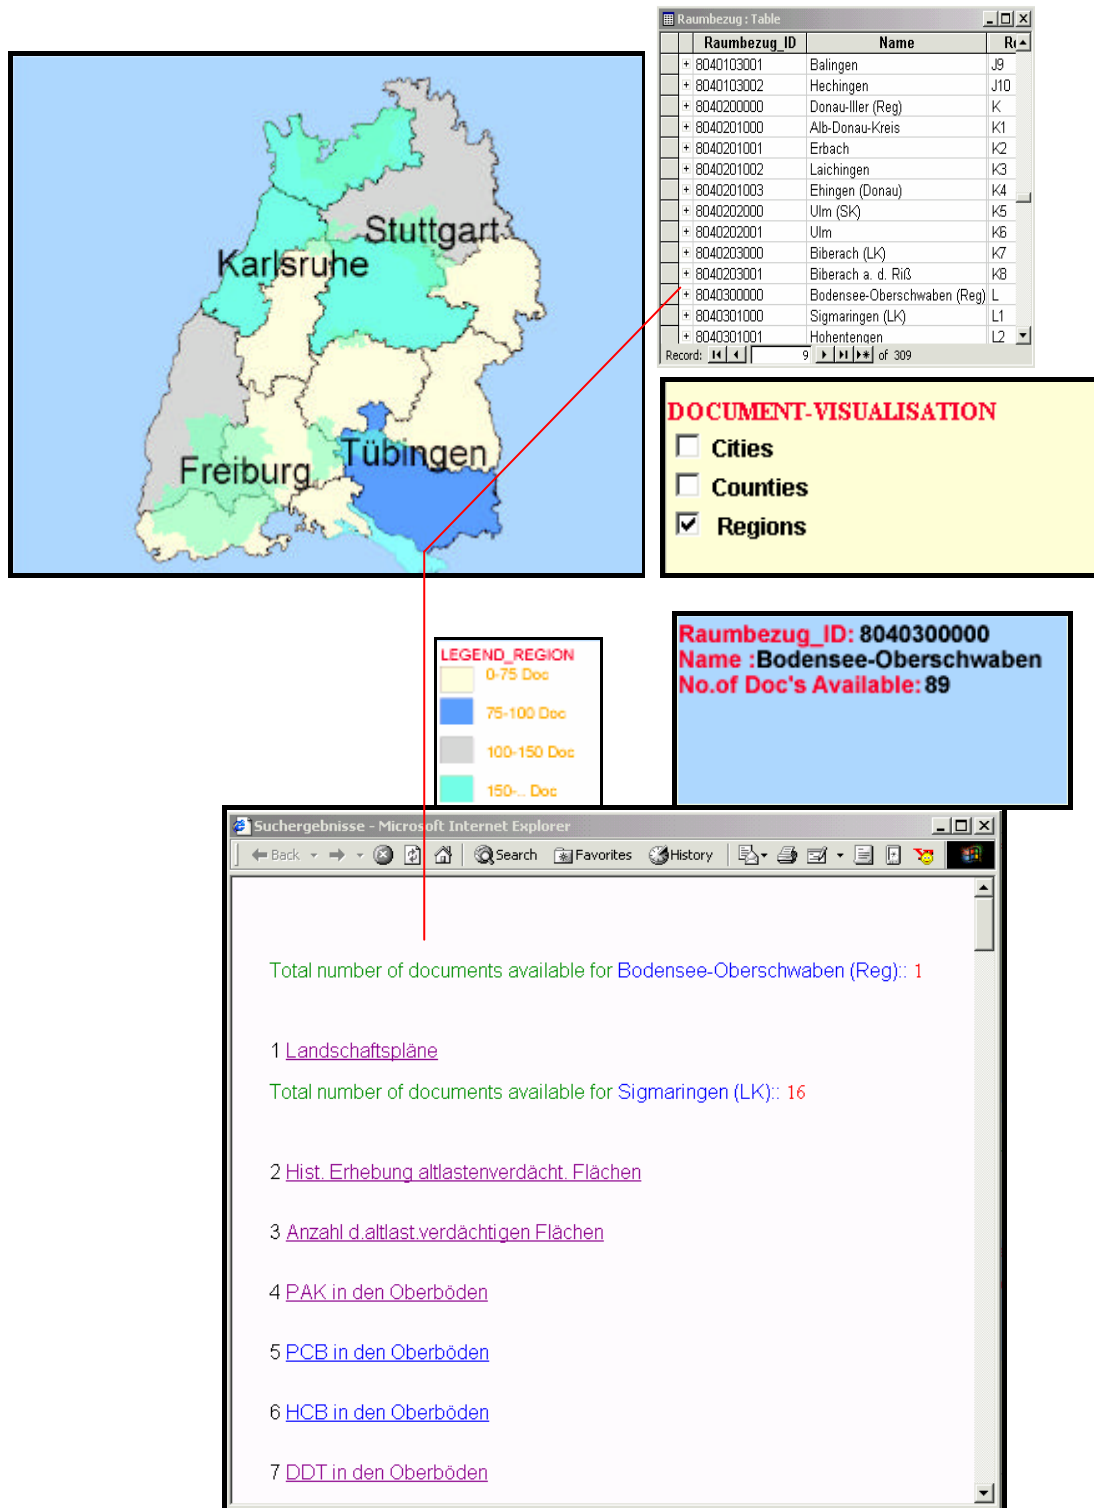 Raumbezug : Table
Raumbezug_ID Name
+ 8040103001 Balingen J9
+ 8040103002 Hechingen J10
+ 8040200000 Donau-Iller (Reg) K
+ 8040201000 Alb-Donau-Kreis K1
+ 8040201001 Erbach K2
+ 8040201002 Laichingen K3
+ 8040201003 Ehingen (Donau) K4
+ 8040202000 Ulm (SK) K5
+ 8040202001 Ulm K6
+ 8040203000 Biberach (LK) K7
+ 8040203001 Biberach a. d. Riß K8
+ 8040300000 Bodensee-Oberschwaben (Reg) L
+ 8040301000 Sigmaringen (LK) L1
+ 8040301001 Hohentengen L2
Record: 9 of 309
Stuttgart
Karlsruhe
Tübingen
Freiburg
DOCUMENT-VISUALISATION
Cities
Counties
Regions
LEGEND_REGION
0-75 Doc
75-100 Doc
100-150 Doc
150-.. Doc
Raumbezug_ID: 8040300000
Name :Bodensee-Oberschwaben
No.of Doc's Available: 89
Suchergebnisse - Microsoft Internet Explorer
Back Search Favorites History
Total number of documents available for Bodensee-Oberschwaben (Reg):: 1
1 Landschaftspläne
Total number of documents available for Sigmaringen (LK):: 16
2 Hist. Erhebung altlastenverdächt. Flächen
3 Anzahl d.altlast.verdächtigen Flächen
4 PAK in den Oberböden
5 PCB in den Oberböden
6 HCB in den Oberböden
7 DDT in den Oberböden